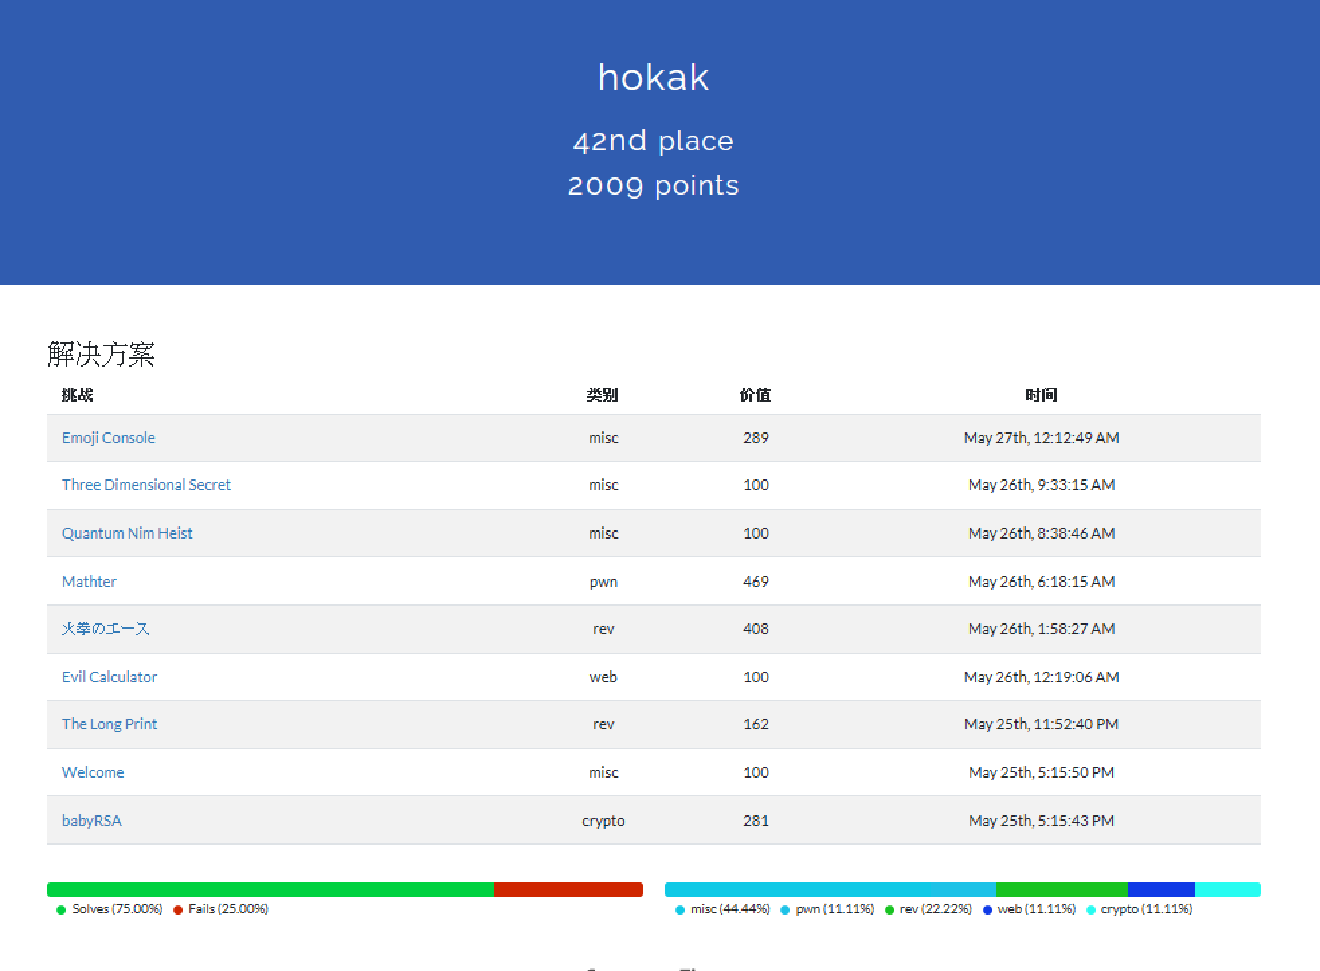 hokak
42nd place
2009 points
解决方案
挑战 类别 价值 时间
Emoji Console misc 289 May 27th, 12:12:49 AM
Three Dimensional Secret misc 100 May 26th, 9:33:15 AM
Quantum Nim Heist misc 100 May 26th, 8:38:46 AM
Mathter pwn 469 May 26th, 6:18:15 AM
火拳のエース rev 408 May 26th, 1:58:27 AM
Evil Calculator web 100 May 26th, 12:19:06 AM
The Long Print rev 162 May 25th, 11:52:40 PM
Welcome misc 100 May 25th, 5:15:50 PM
babyRSA crypto 281 May 25th, 5:15:43 PM
Solves (75.00%) Fails (25.00%) misc (44.44%) pwn (11.11%) rev (22.22%) web (11.11%) crypto (11.11%)